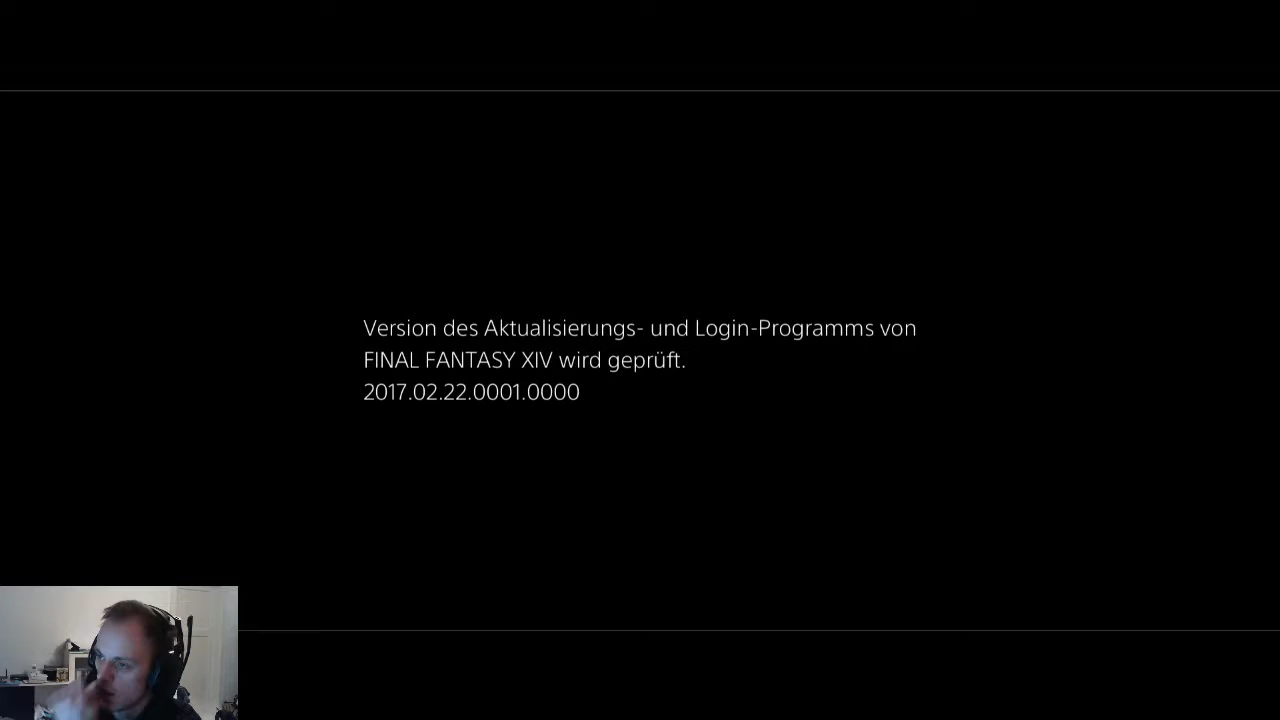 Version des Aktualisierungs- und Login-Programms von
FINAL FANTASY XIV wird geprüft.
2017.02.22.0001.0000